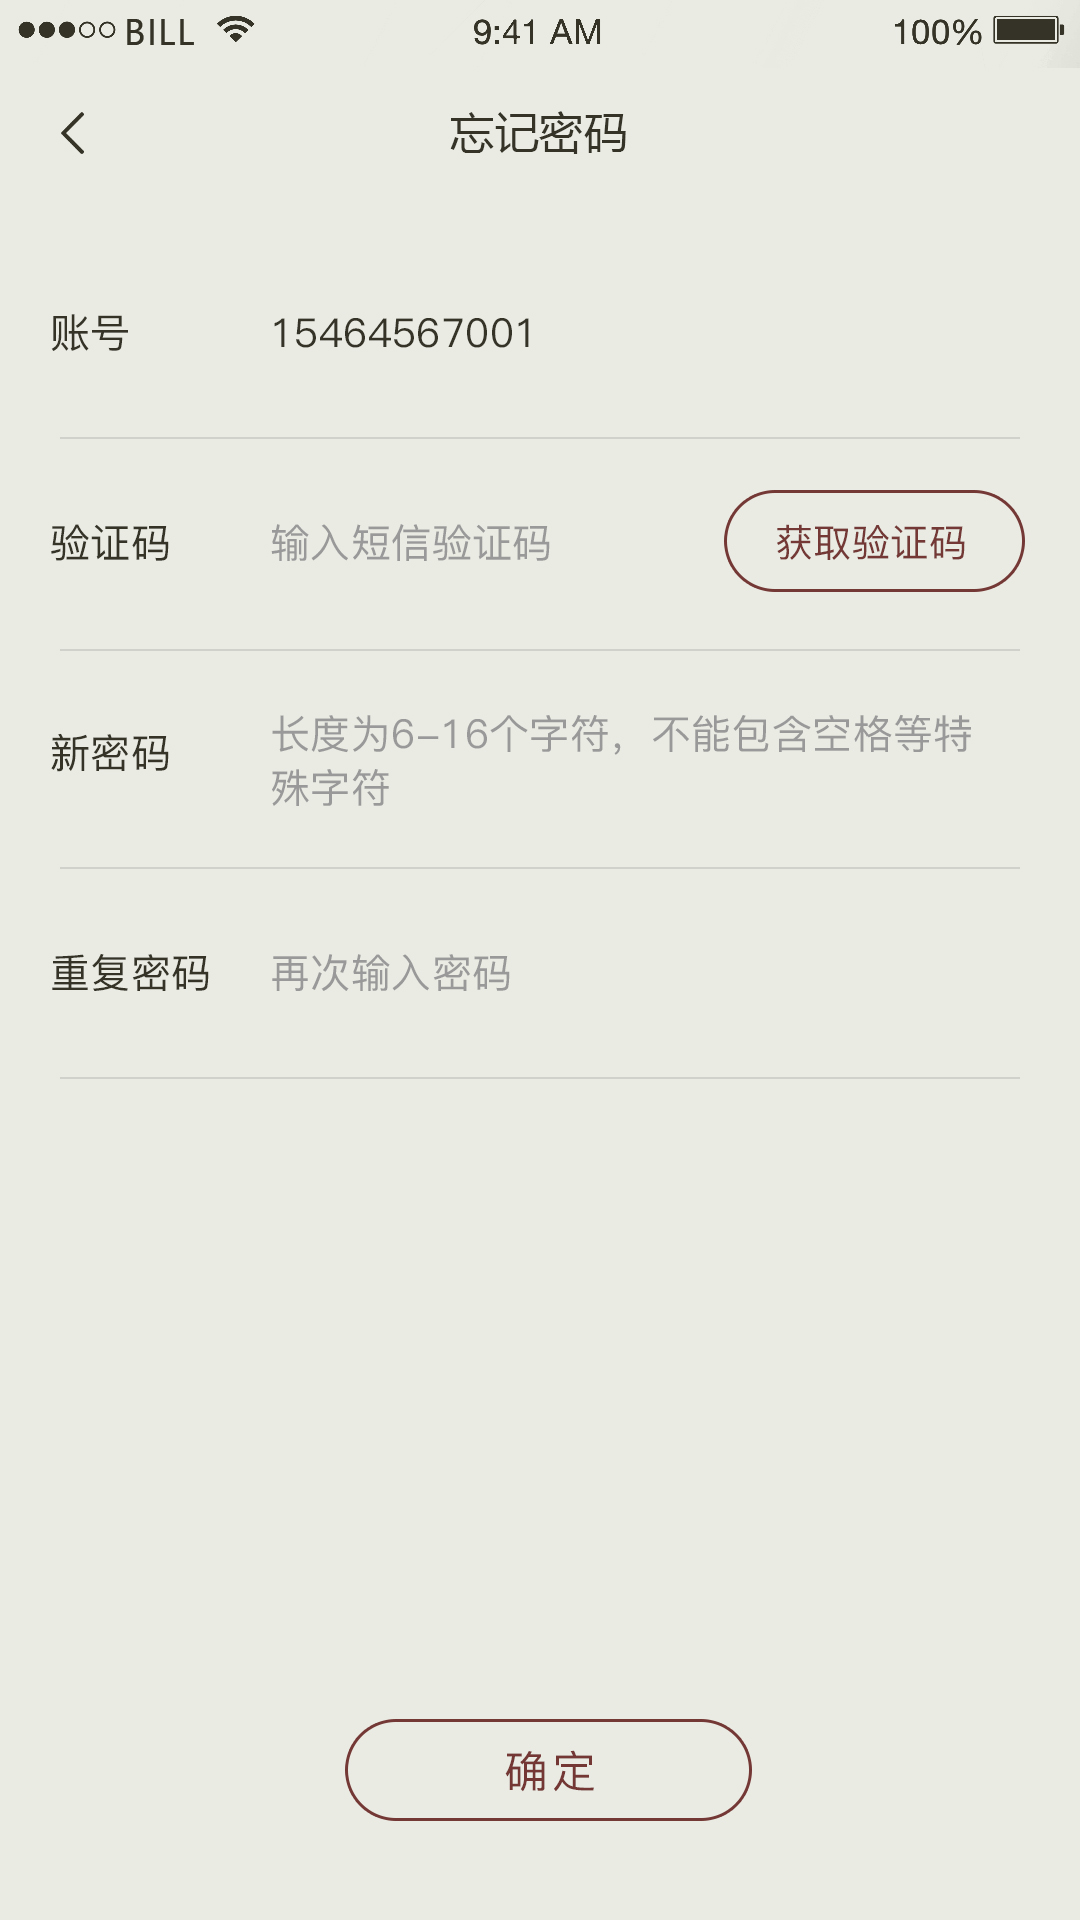 BILL 9:41 AM 100%
忘记密码
账号 15464567001
验证码 输入短信验证码 获取验证码
新密码 长度为6-16个字符，不能包含空格等特
殊字符
重复密码 再次输入密码
确定